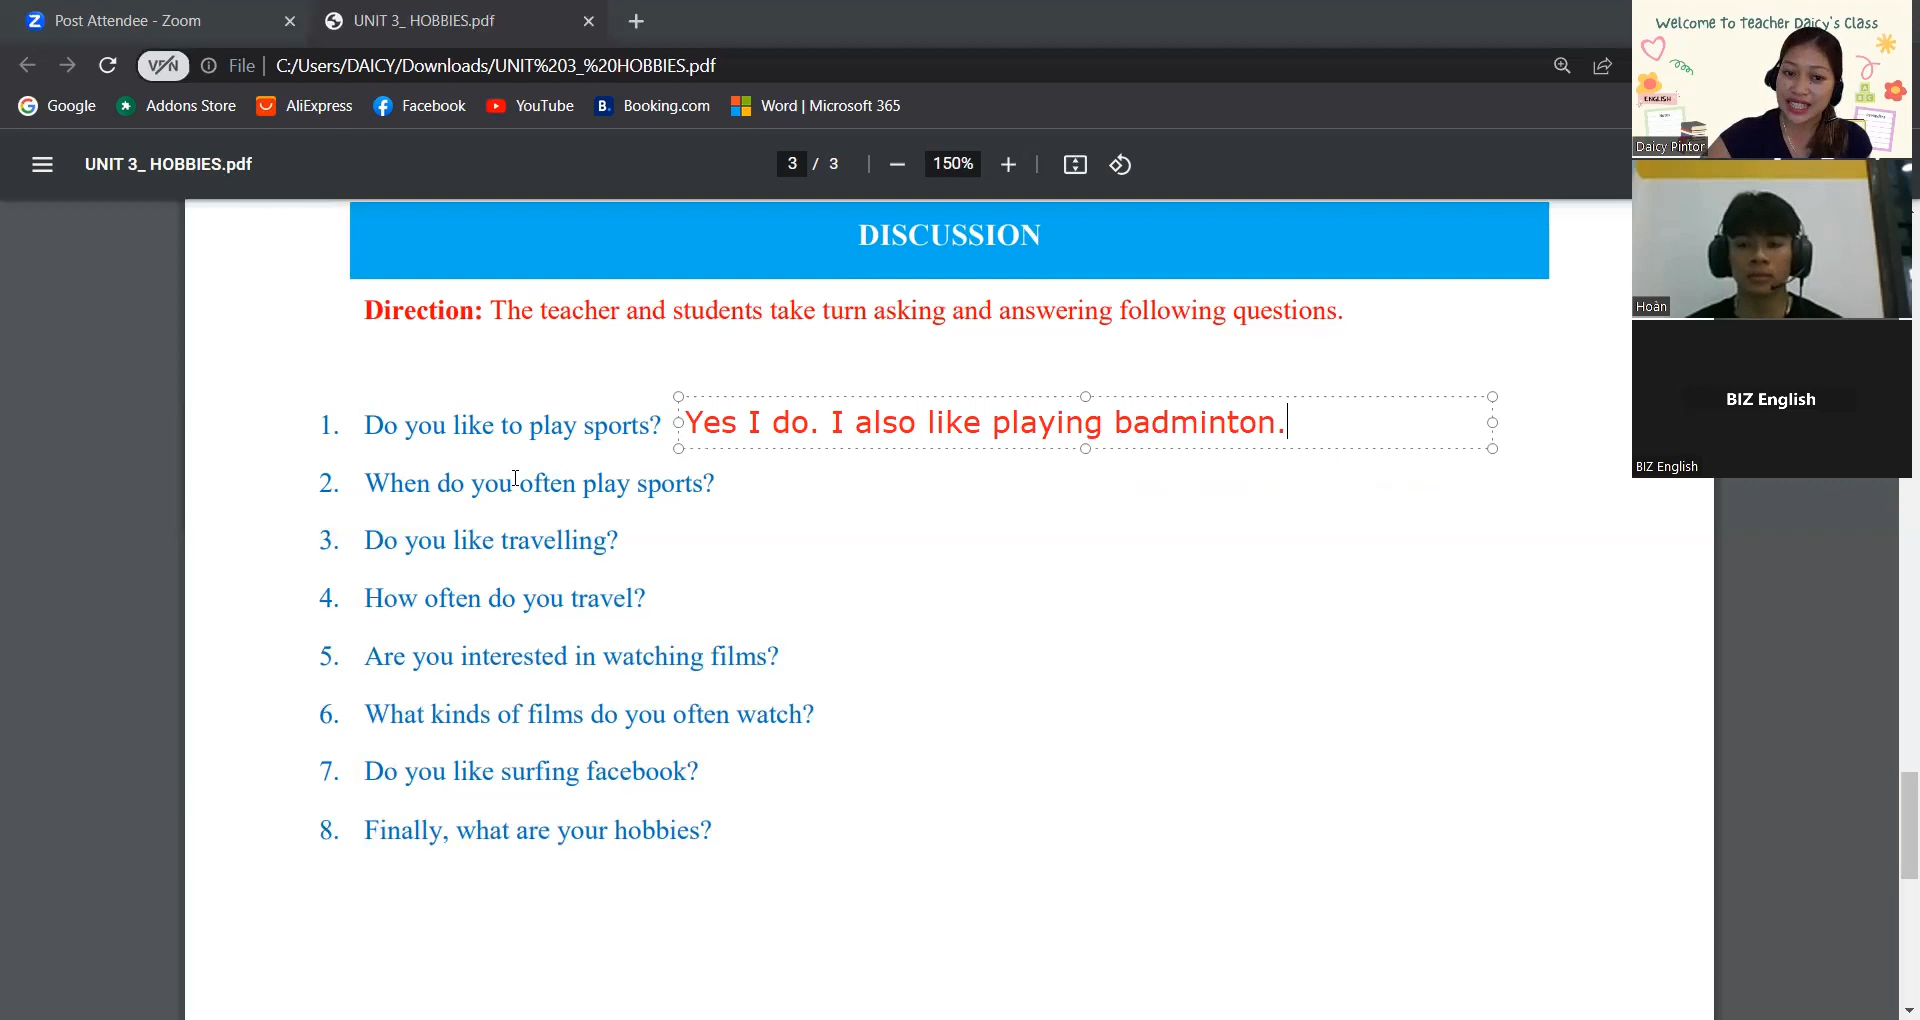 Post Attendee - Zoom
UNIT 3_ HOBBIES.pdf
VPN
File
C:/Users/DAICY/Downloads/UNIT%203_%20HOBBIES.pdf
Google
Addons Store
AliExpress
Facebook
YouTube
B. Booking.com
Word | Microsoft 365
UNIT 3_ HOBBIES.pdf
3 / 3
150%
Welcome to Teacher Daicy's Class
ENGLISH
Daicy Pintor
Hoàn
BIZ English
BIZ English
DISCUSSION
Direction: The teacher and students take turn asking and answering following questions.
1. Do you like to play sports? Yes I do. I also like playing badminton.
2. When do you often play sports?
3. Do you like travelling?
4. How often do you travel?
5. Are you interested in watching films?
6. What kinds of films do you often watch?
7. Do you like surfing facebook?
8. Finally, what are your hobbies?